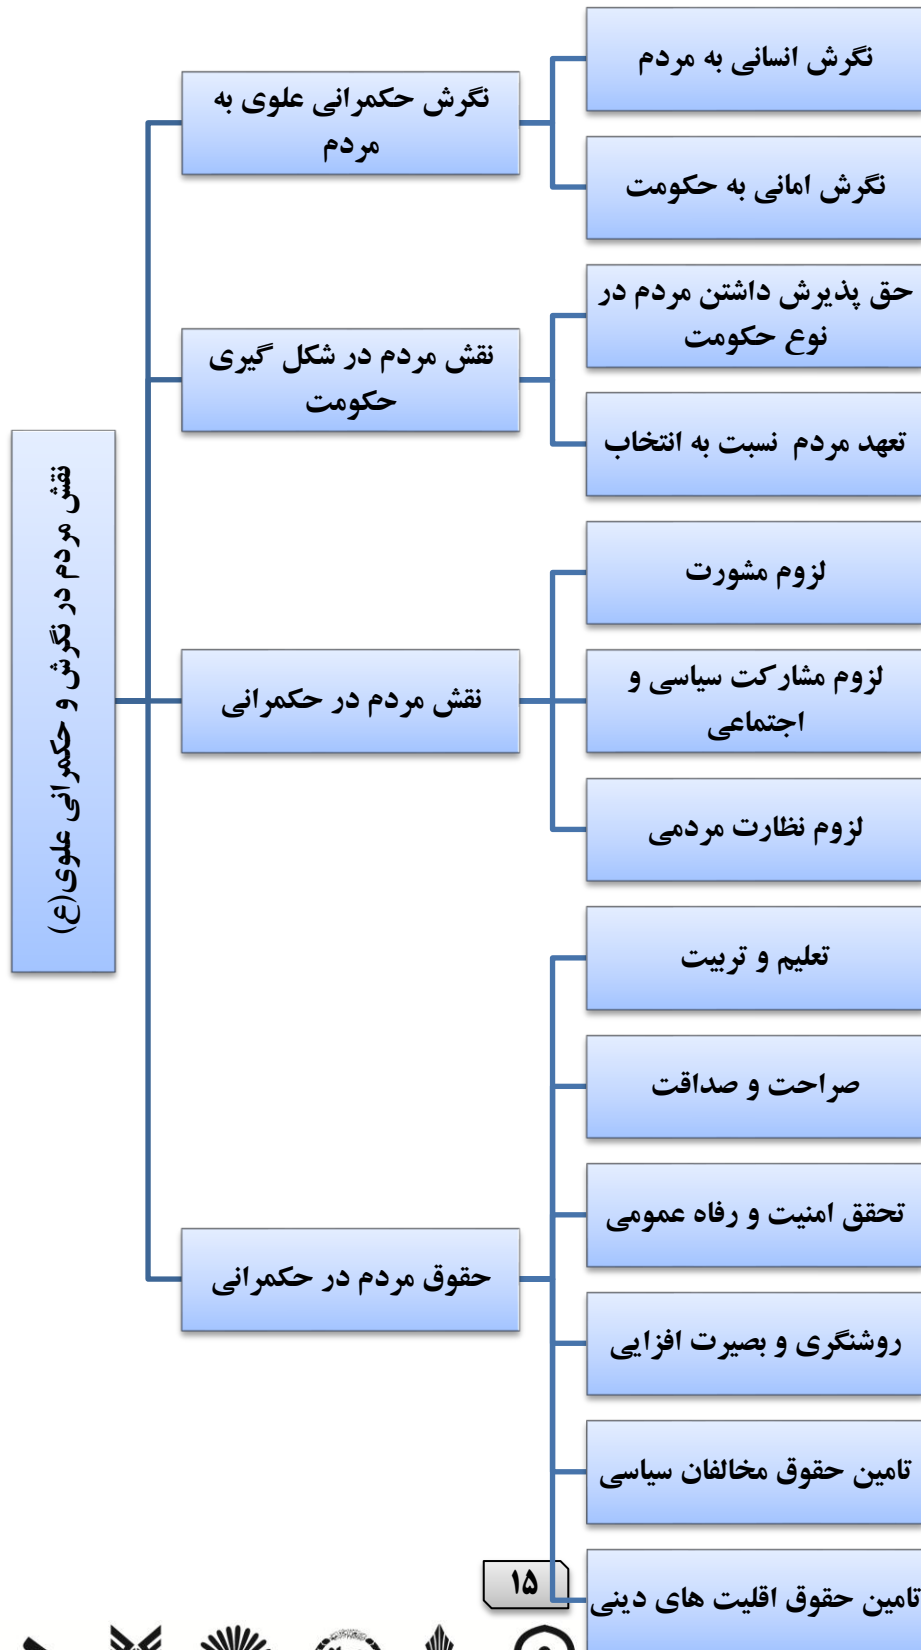 نقش مردم در نگرش و حکمرانی علوی(ع)
نگرش حکمرانی علوی به
مردم
نگرش انسانی به مردم
نگرش امانی به حکومت
نقش مردم در شکل گیری
حکومت
حق پذیرش داشتن مردم در
نوع حکومت
تعهد مردم نسبت به انتخاب
نقش مردم در حکمرانی
لزوم مشورت
لزوم مشارکت سیاسی و
اجتماعی
لزوم نظارت مردمی
حقوق مردم در حکمرانی
تعلیم و تربیت
صراحت و صداقت
تحقق امنیت و رفاه عمومی
روشنگری و بصیرت افزایی
تامین حقوق مخالفان سیاسی
تامین حقوق اقلیت های دینی
۱۵